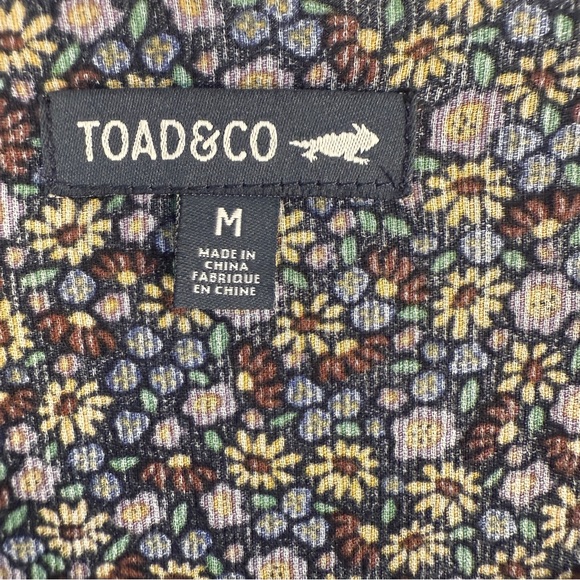 TOAD&CO
M
MADE IN
CHINA
FABRIQUE
EN CHINE